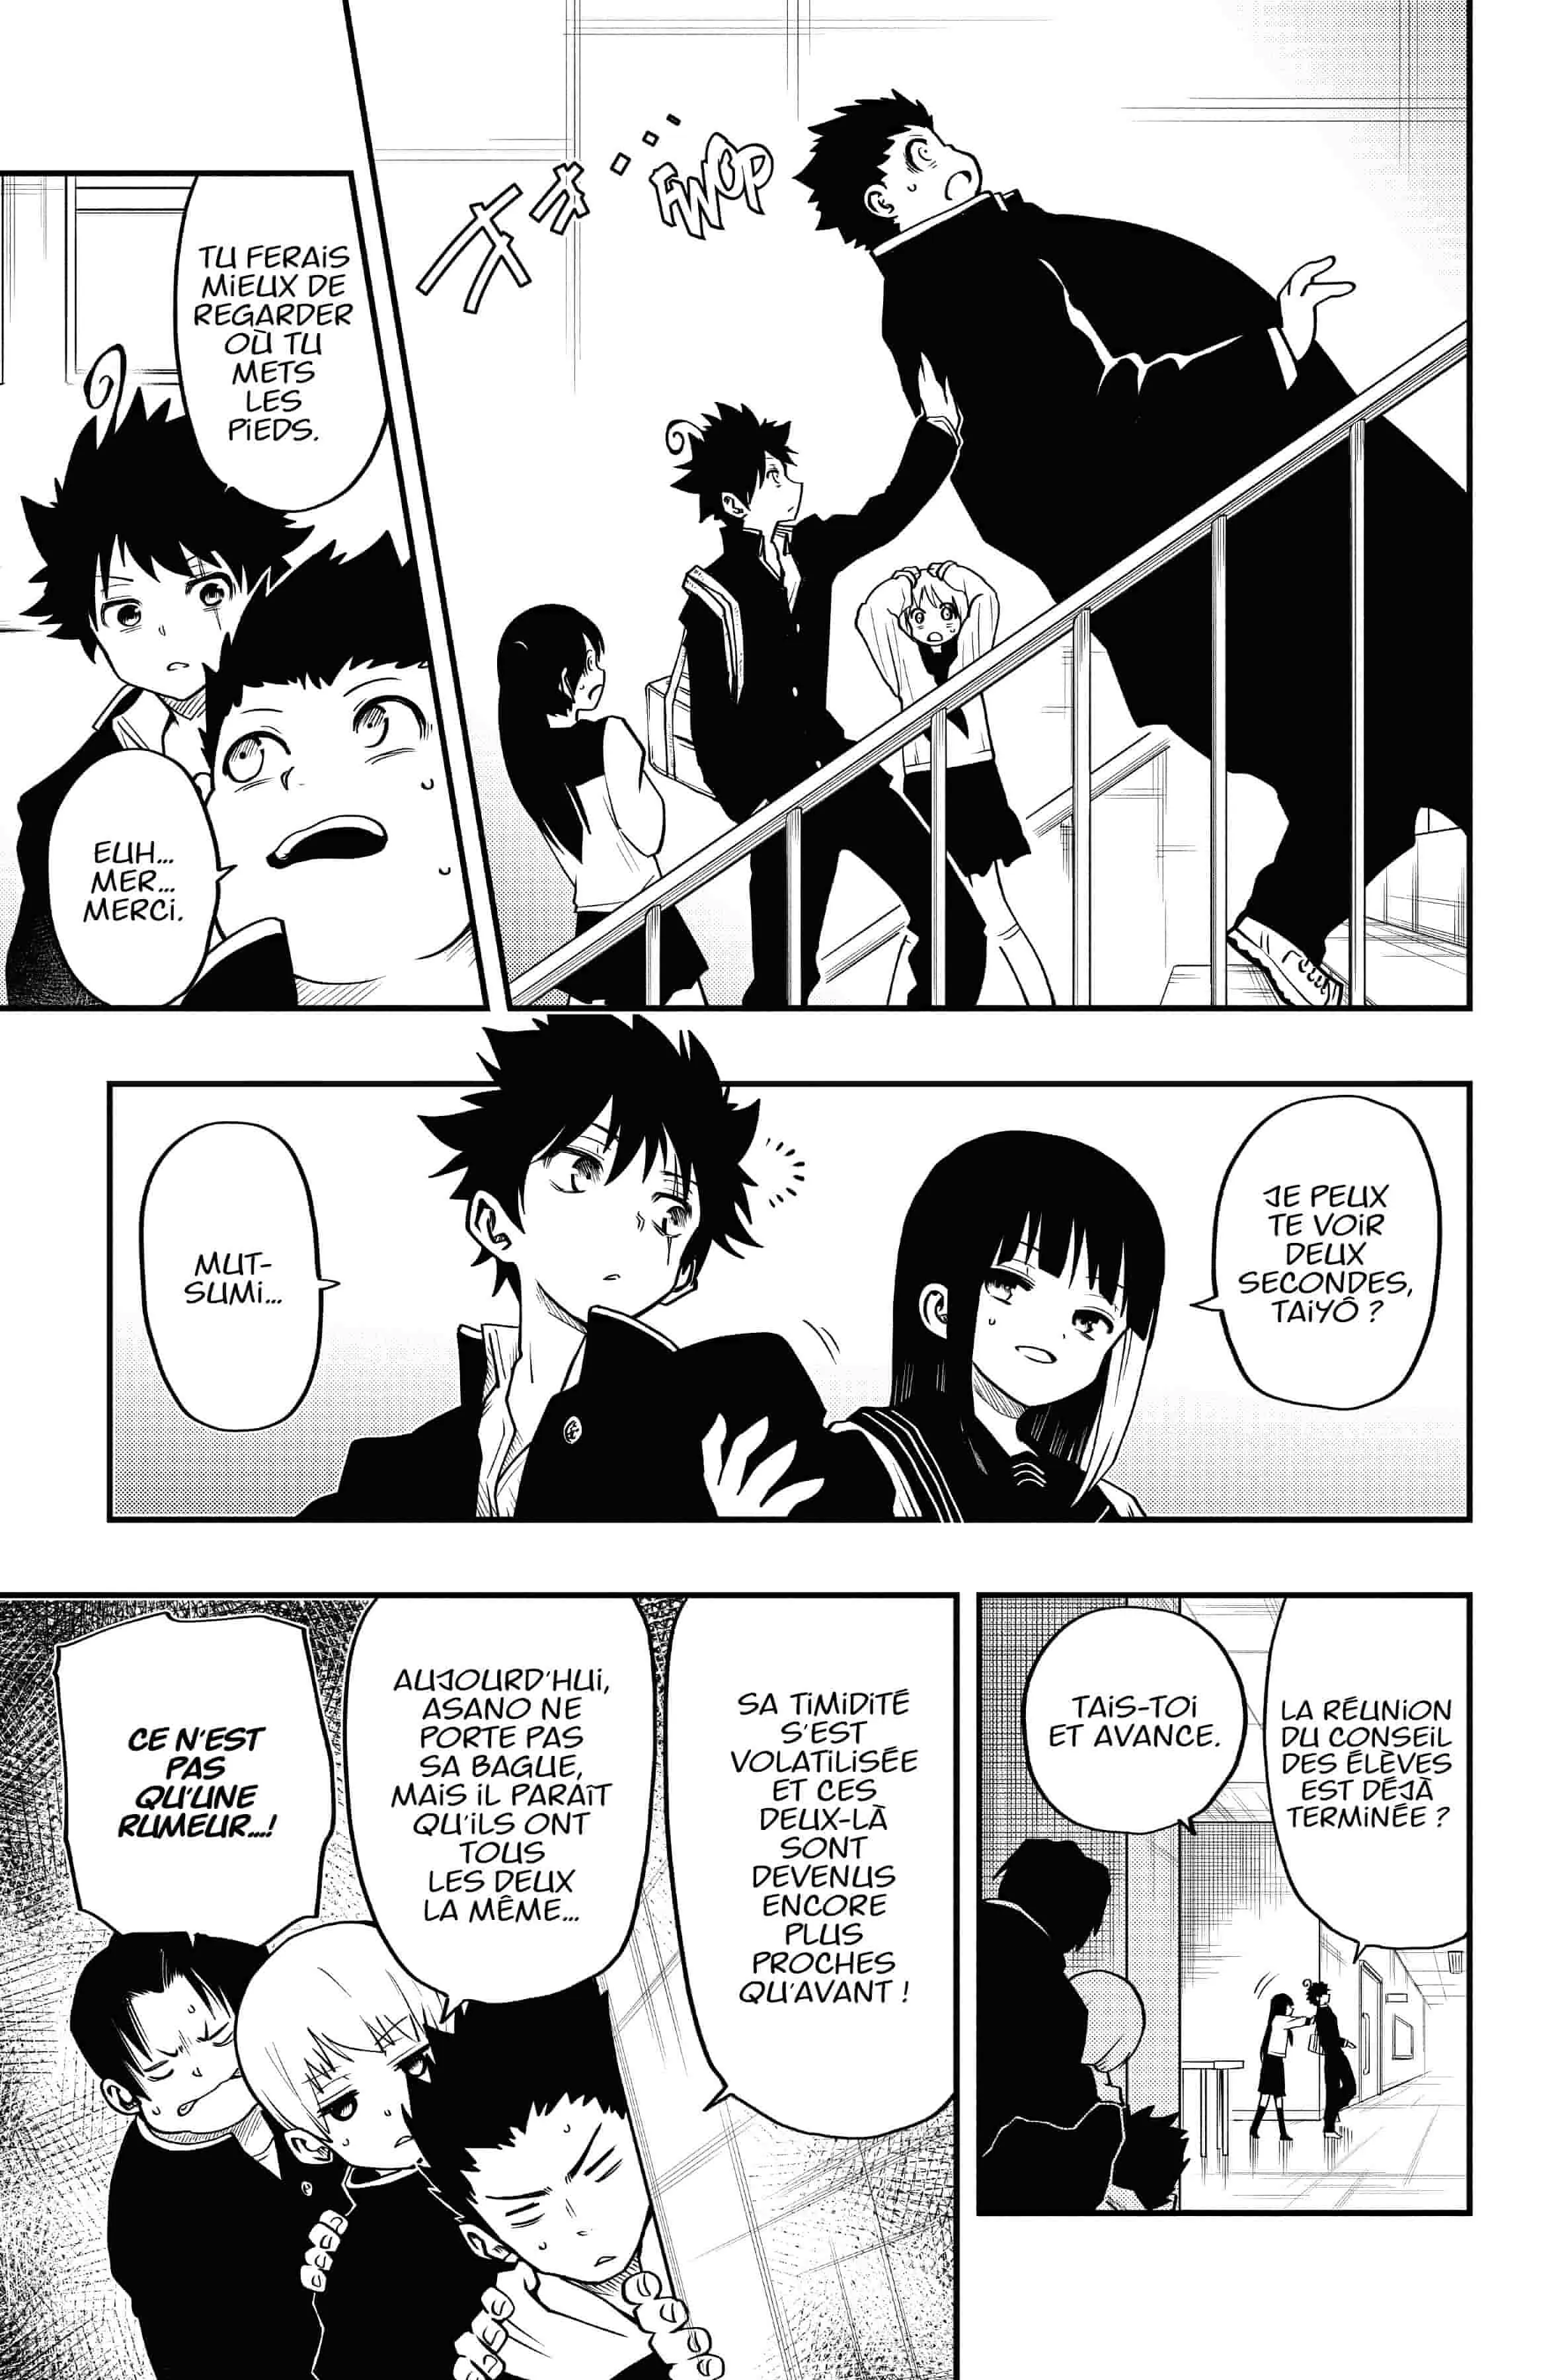 FWOP
TU FERAIS
MIEUX DE
REGARDER
OÙ TU
METS
LES
PIEDS.
EUH...
MER...
MERCI.
JE PEUX
TE VOIR
DEUX
SECONDES,
TAIYÔ ?
MUT-
SUMI...
LA RÉUNION
DU CONSEIL
DES ÉLÈVES
EST DÉJÀ
TERMINÉE ?
TAIS-TOI
ET AVANCE.
SA TIMIDITÉ
S'EST
VOLATILISÉE
ET CES
DEUX-LÀ
SONT
DEVENUS
ENCORE
PLUS
PROCHES
QU'AVANT !
AUJOURD'HUI,
ASANO NE
PORTE PAS
SA BAGUE,
MAIS IL PARAÎT
QU'ILS ONT
TOUS
LES DEUX
LA MÊME...
CE N'EST
PAS
QU'UNE
RUMEUR...!